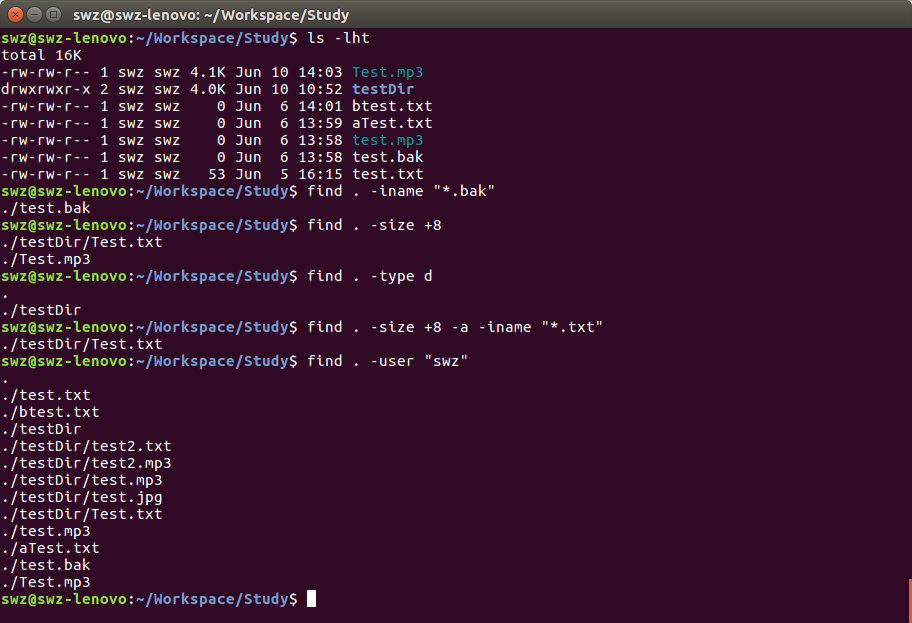 swz@swz-lenovo: ~/Workspace/Study
swz@swz-lenovo:~/Workspace/Study$ ls -lht
total 16K
-rw-rw-r-- 1 swz swz 4.1K Jun 10 14:03 Test.mp3
drwxrwxr-x 2 swz swz 4.0K Jun 10 10:52 testDir
-rw-rw-r-- 1 swz swz    0 Jun  6 14:01 btest.txt
-rw-rw-r-- 1 swz swz    0 Jun  6 13:59 aTest.txt
-rw-rw-r-- 1 swz swz    0 Jun  6 13:58 test.mp3
-rw-rw-r-- 1 swz swz    0 Jun  6 13:58 test.bak
-rw-rw-r-- 1 swz swz   53 Jun  5 16:15 test.txt
swz@swz-lenovo:~/Workspace/Study$ find . -iname "*.bak"
./test.bak
swz@swz-lenovo:~/Workspace/Study$ find . -size +8
./testDir/Test.txt
./Test.mp3
swz@swz-lenovo:~/Workspace/Study$ find . -type d
.
./testDir
swz@swz-lenovo:~/Workspace/Study$ find . -size +8 -a -iname "*.txt"
./testDir/Test.txt
swz@swz-lenovo:~/Workspace/Study$ find . -user "swz"
.
./test.txt
./btest.txt
./testDir
./testDir/test2.txt
./testDir/test2.mp3
./testDir/test.mp3
./testDir/test.jpg
./testDir/Test.txt
./test.mp3
./aTest.txt
./test.bak
./Test.mp3
swz@swz-lenovo:~/Workspace/Study$